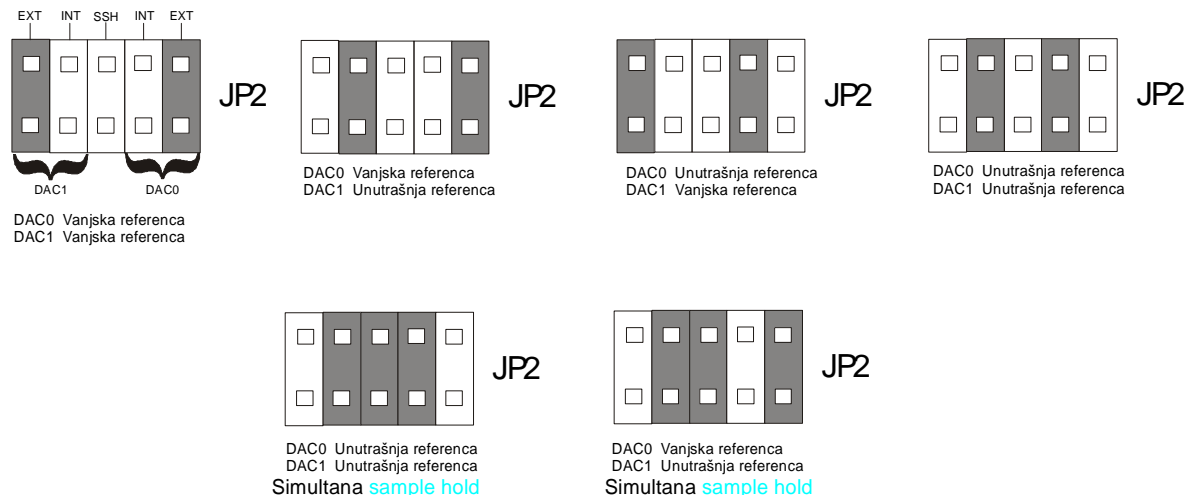 EXT INT SSH INT EXT
JP2
DAC1 DAC0
DAC0 Vanjska referenca
DAC1 Vanjska referenca
JP2
DAC0 Vanjska referenca
DAC1 Unutrašnja referenca
JP2
DAC0 Unutrašnja referenca
DAC1 Vanjska referenca
JP2
DAC0 Unutrašnja referenca
DAC1 Unutrašnja referenca
JP2
DAC0 Unutrašnja referenca
DAC1 Unutrašnja referenca
Simultana sample hold
JP2
DAC0 Vanjska referenca
DAC1 Unutrašnja referenca
Simultana sample hold